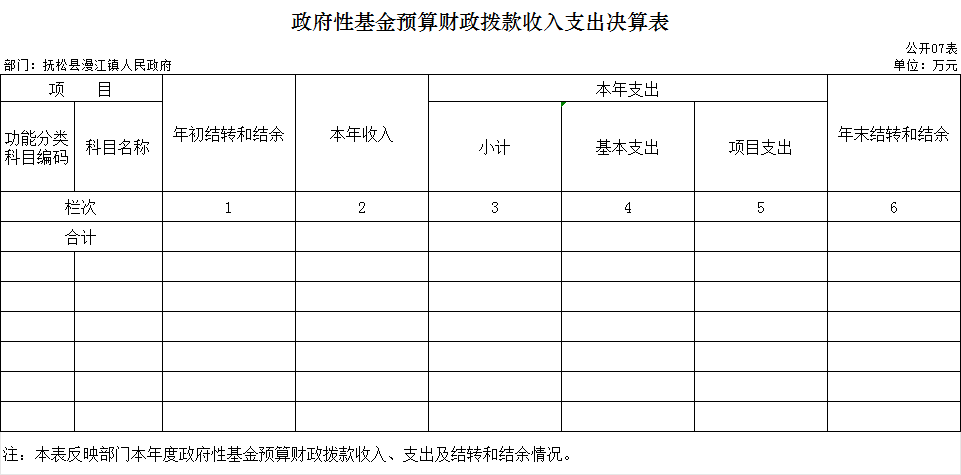 政府性基金预算财政拨款收入支出决算表
公开07表
部门：抚松县漫江镇人民政府 单位：万元
项 目 年初结转和结余 本年收入 本年支出 年末结转和结余
功能分类科目编码 科目名称 小计 基本支出 项目支出
栏次 1 2 3 4 5 6
合计
注：本表反映部门本年度政府性基金预算财政拨款收入、支出及结转和结余情况。